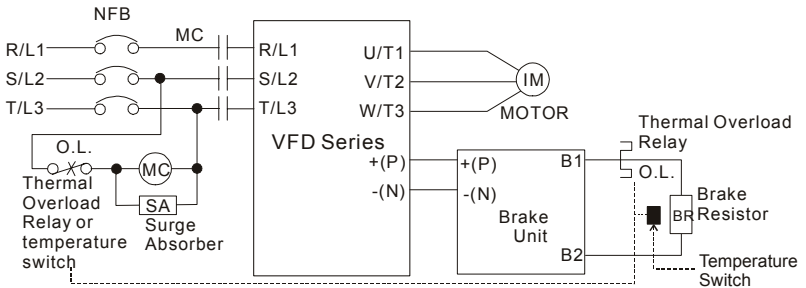 NFB
MC
R/L1
S/L2
T/L3
R/L1
S/L2
T/L3
VFD Series
U/T1
V/T2
W/T3
+(P)
-(N)
IM
MOTOR
O.L.
MC
SA
Thermal
Overload
Relay or
temperature
switch
Surge
Absorber
+(P)
-(N)
B1
B2
Brake
Unit
Thermal Overload
Relay
O.L.
BR
Brake
Resistor
Temperature
Switch